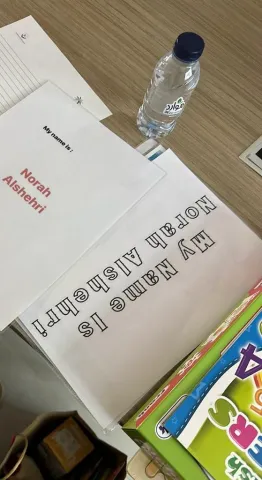 My name is :
Norah
Alshehri
My Name Is
Norah Alshehri